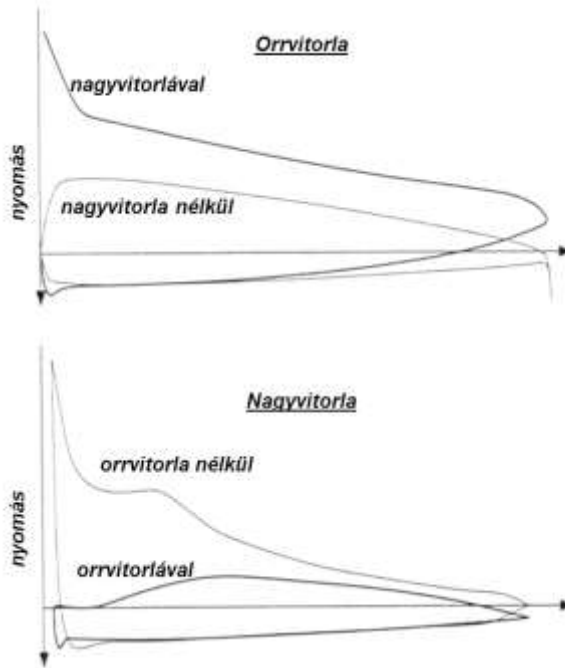 Orrvitorla
nagyvitorlával
nagyvitorla nélkül
nyomás
Nagyvitorla
orrvitorla nélkül
orrvitorlával
nyomás